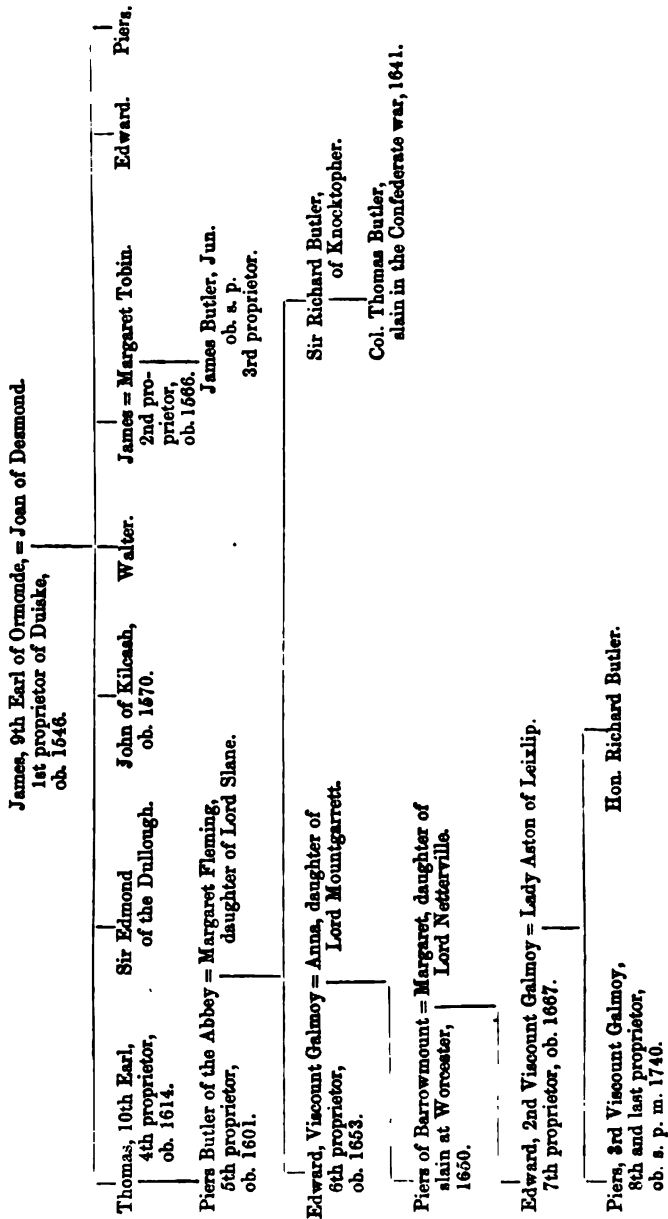 James, 9th Earl of Ormonde, = Joan of Desmond.
1st proprietor of Duiske,
ob. 1546.
Thomas, 10th Earl,
4th proprietor,
ob. 1614.
Sir Edmond
of the Dullough.
John of Kilcash,
ob. 1570.
Walter.
James = Margaret Tobin.
2nd pro-
prietor,
ob. 1566.
Edward.
Piers.
James Butler, Jun.
ob. s. p.
3rd proprietor.
Piers Butler of the Abbey = Margaret Fleming,
5th proprietor, daughter of Lord Slane.
ob. 1601.
Edward, Viscount Galmoy = Anna, daughter of
6th proprietor, Lord Mountgarrett.
ob. 1653.
Sir Richard Butler,
of Knocktopher.
Col. Thomas Butler,
slain in the Confederate war, 1641.
Piers of Barrowmount = Margaret, daughter of
slain at Worcester, Lord Netterville.
1650.
Edward, 2nd Viscount Galmoy = Lady Aston of Leixlip.
7th proprietor, ob. 1667.
Piers, 3rd Viscount Galmoy,
8th and last proprietor,
ob. s. p. m. 1740.
Hon. Richard Butler.